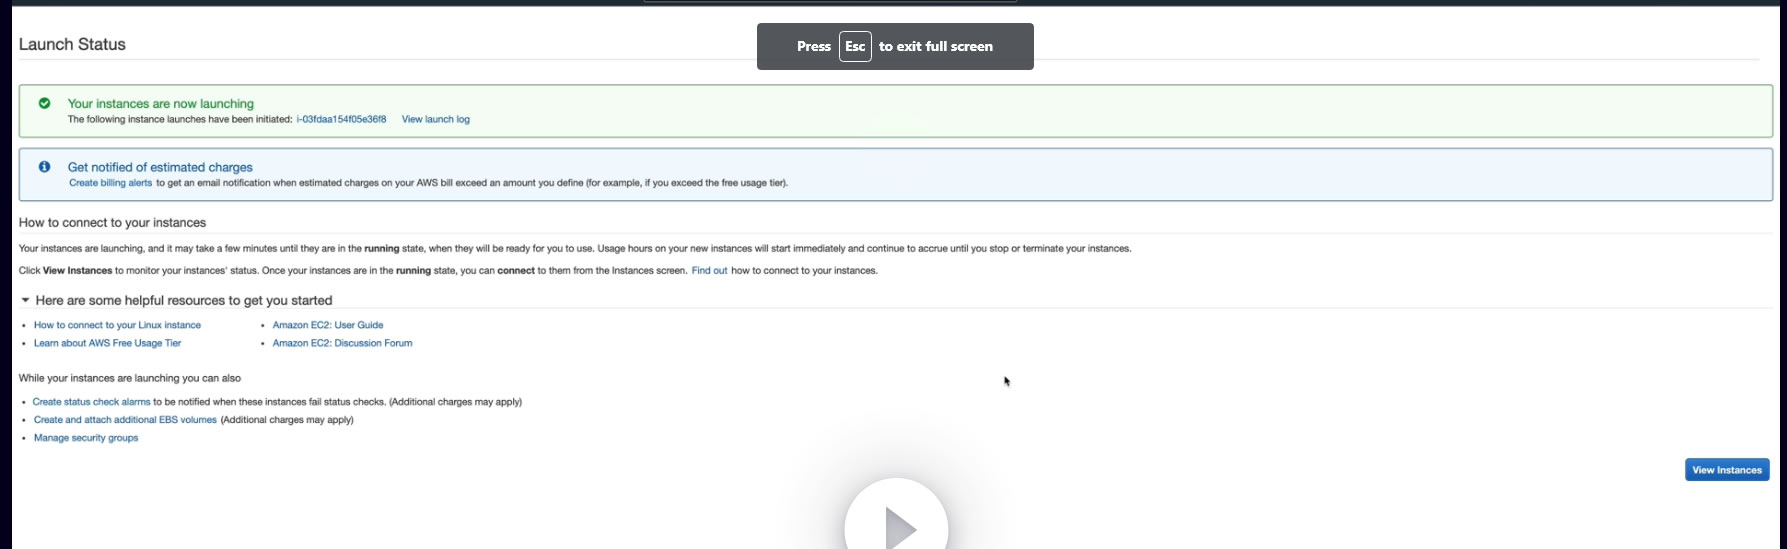 Press Esc to exit full screen
Launch Status
Your instances are now launching
The following instance launches have been initiated: i-03fdaa154f05e36f8 View launch log
Get notified of estimated charges
Create billing alerts to get an email notification when estimated charges on your AWS bill exceed an amount you define (for example, if you exceed the free usage tier).
How to connect to your instances
Your instances are launching, and it may take a few minutes until they are in the running state, when they will be ready for you to use. Usage hours on your new instances will start immediately and continue to accrue until you stop or terminate your instances.
Click View Instances to monitor your instances' status. Once your instances are in the running state, you can connect to them from the Instances screen. Find out how to connect to your instances.
Here are some helpful resources to get you started
• How to connect to your Linux instance
• Amazon EC2: User Guide
• Learn about AWS Free Usage Tier
• Amazon EC2: Discussion Forum
While your instances are launching you can also
• Create status check alarms to be notified when these instances fail status checks. (Additional charges may apply)
• Create and attach additional EBS volumes (Additional charges may apply)
• Manage security groups
View Instances